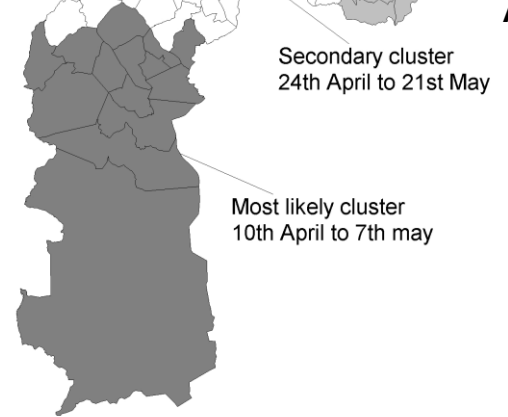 Secondary cluster
24th April to 21st May
Most likely cluster
10th April to 7th may